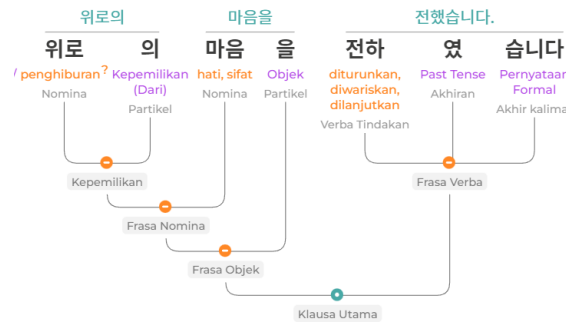 위로의 마음을 전했습니다.
위로 의 마음 을 전하 였 습니다
/ penghiburan ? Kepemilikan hati, sifat Objek diturunkan, Past Tense Pernyataan
(Dari) diwariskan, Formal
dilanjutkan
Nomina Partikel Nomina Partikel Verba Tindakan Akhiran Akhir kalima
Kepemilikan Frasa Verba
Frasa Nomina
Frasa Objek
Klausa Utama